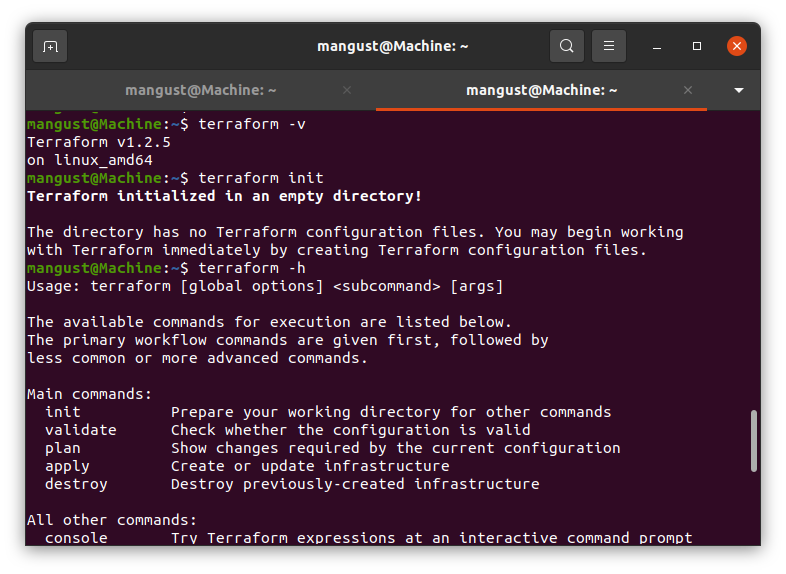 mangust@Machine: ~
mangust@Machine: ~
mangust@Machine: ~
mangust@Machine:~$ terraform -v
Terraform v1.2.5
on linux_amd64
mangust@Machine:~$ terraform init
Terraform initialized in an empty directory!

The directory has no Terraform configuration files. You may begin working
with Terraform immediately by creating Terraform configuration files.
mangust@Machine:~$ terraform -h
Usage: terraform [global options] <subcommand> [args]

The available commands for execution are listed below.
The primary workflow commands are given first, followed by
less common or more advanced commands.

Main commands:
  init          Prepare your working directory for other commands
  validate      Check whether the configuration is valid
  plan          Show changes required by the current configuration
  apply         Create or update infrastructure
  destroy       Destroy previously-created infrastructure

All other commands:
  console       Try Terraform expressions at an interactive command prompt